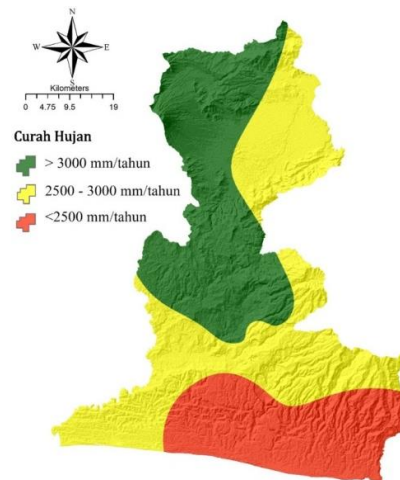 N
W E
S
Kilometers
0 4.75 9.5 19
Curah Hujan
> 3000 mm/tahun
2500 - 3000 mm/tahun
<2500 mm/tahun